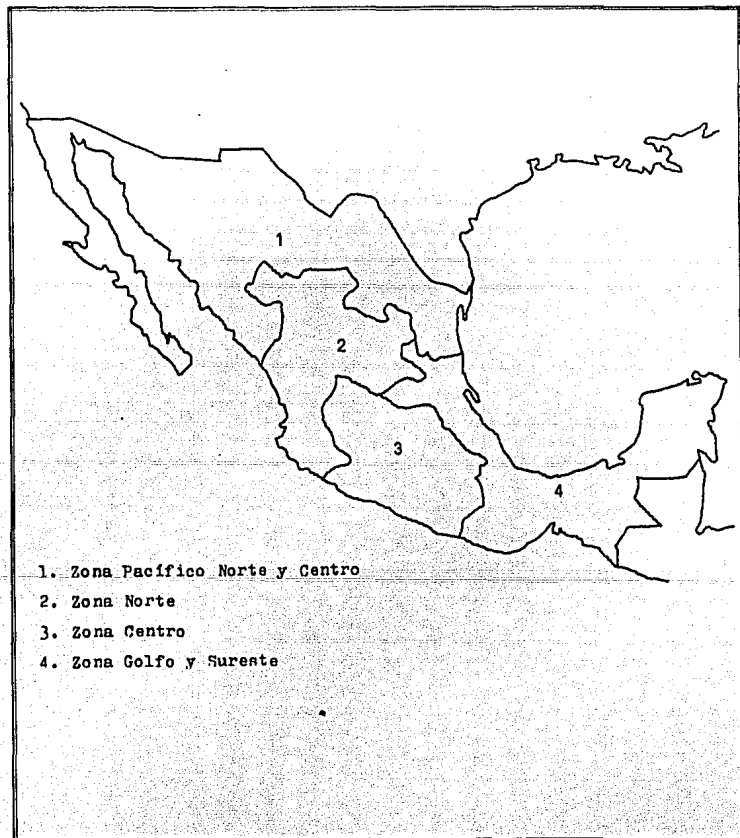 1
2
3
4
1. Zona Pacífico Norte y Centro
2. Zona Norte
3. Zona Centro
4. Zona Golfo y Sureste